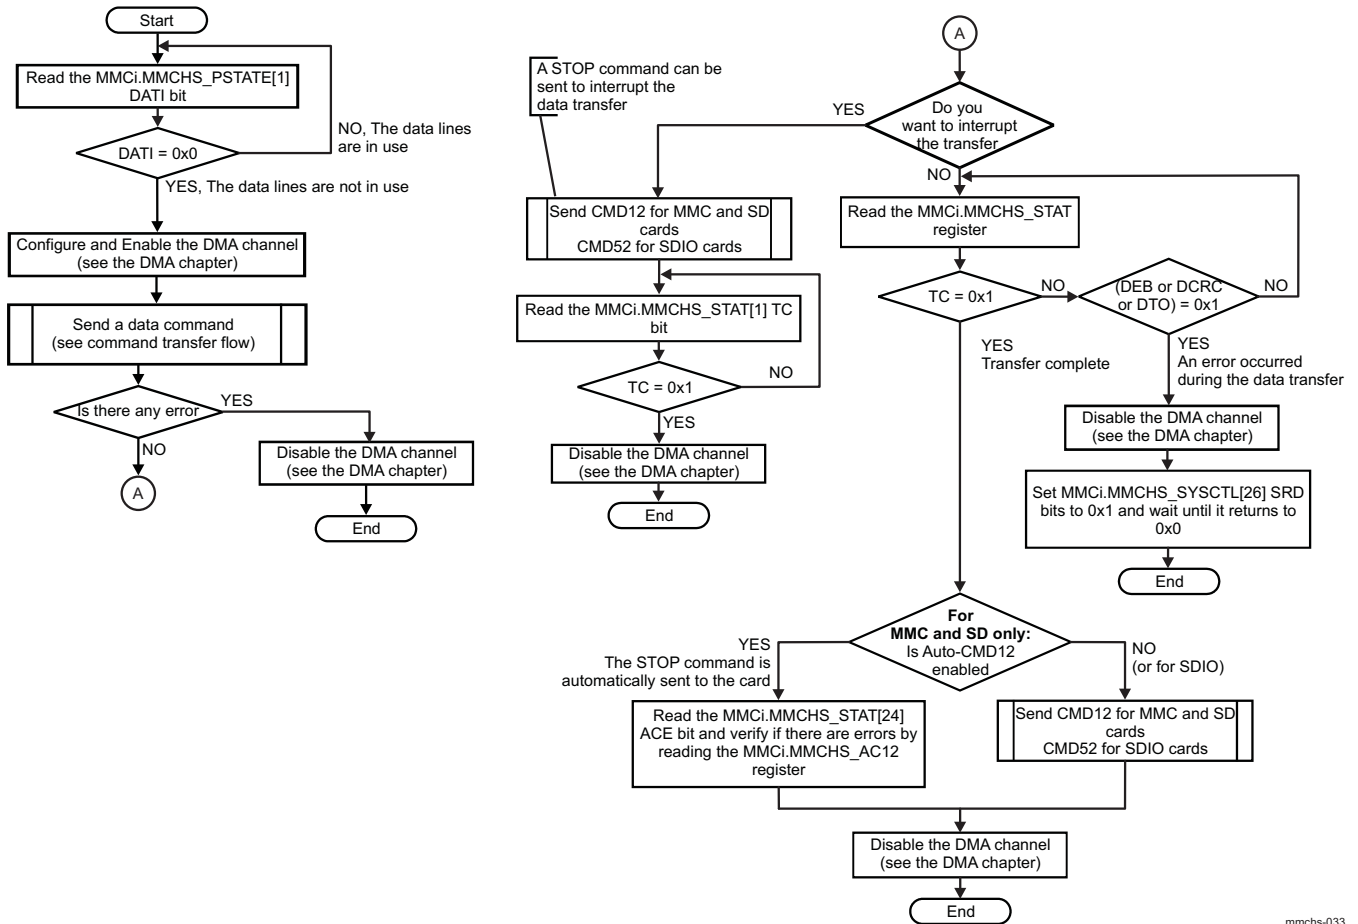 Start
Read the MMCi.MMCHS_PSTATE[1]
DATI bit
NO, The data lines
are in use
DATI = 0x0
YES, The data lines are not in use
Configure and Enable the DMA channel
(see the DMA chapter)
Send a data command
(see command transfer flow)
Is there any error
YES
NO
Disable the DMA channel
(see the DMA chapter)
A
End
A
A STOP command can be
sent to interrupt the
data transfer
YES
Do you
want to interrupt
the transfer
NO
Send CMD12 for MMC and SD
cards
CMD52 for SDIO cards
Read the MMCi.MMCHS_STAT[1] TC
bit
TC = 0x1
NO
YES
Disable the DMA channel
(see the DMA chapter)
End
Read the MMCi.MMCHS_STAT
register
TC = 0x1
NO
(DEB or DCRC
or DTO) = 0x1
NO
YES
Transfer complete
YES
An error occurred
during the data transfer
Disable the DMA channel
(see the DMA chapter)
Set MMCi.MMCHS_SYSCTL[26] SRD
bits to 0x1 and wait until it returns to
0x0
End
For
MMC and SD only:
Is Auto-CMD12
enabled
YES
The STOP command is
automatically sent to the card
NO
(or for SDIO)
Read the MMCi.MMCHS_STAT[24]
ACE bit and verify if there are errors by
reading the MMCi.MMCHS_AC12
register
Send CMD12 for MMC and SD
cards
CMD52 for SDIO cards
Disable the DMA channel
(see the DMA chapter)
End
mmchs-033